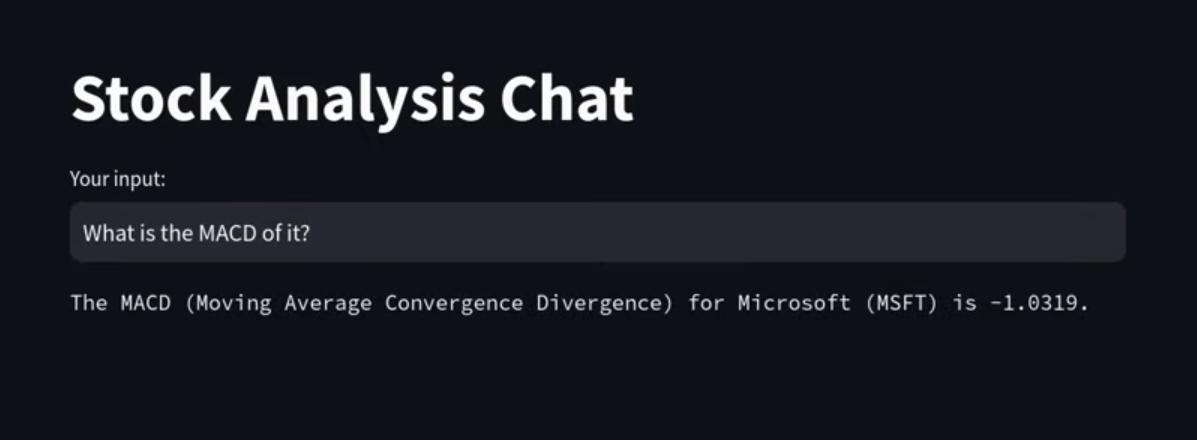 Stock Analysis Chat
Your input:
What is the MACD of it?
The MACD (Moving Average Convergence Divergence) for Microsoft (MSFT) is -1.0319.